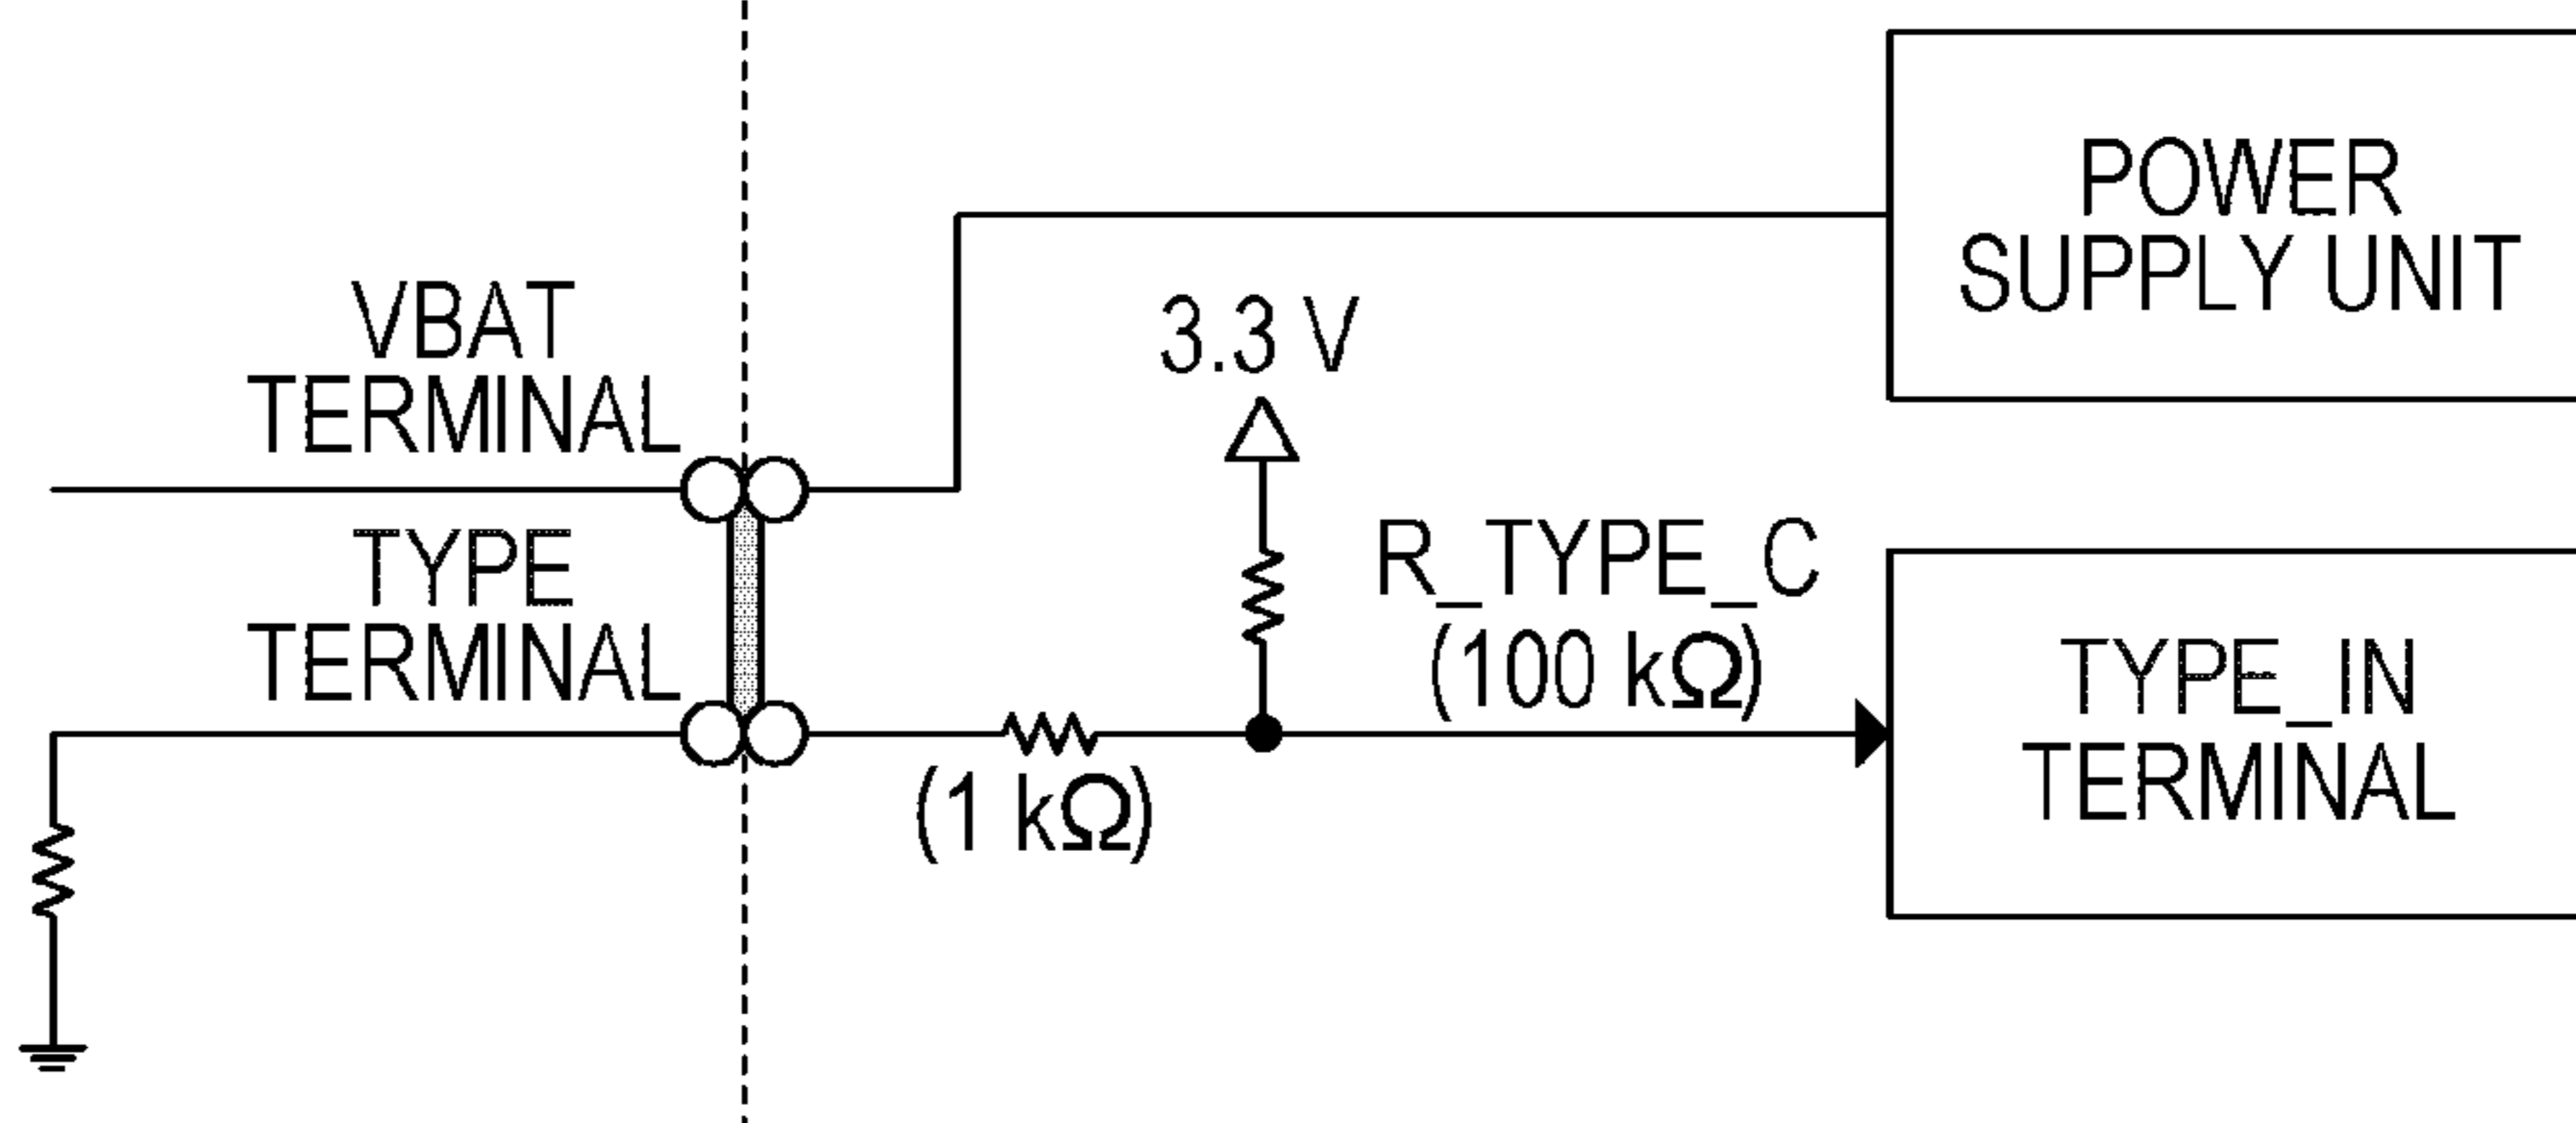 POWER
SUPPLY UNIT
VBAT
TERMINAL
3.3 V
TYPE
TERMINAL
R_TYPE_C
(100 kΩ)
TYPE_IN
TERMINAL
(1 kΩ)